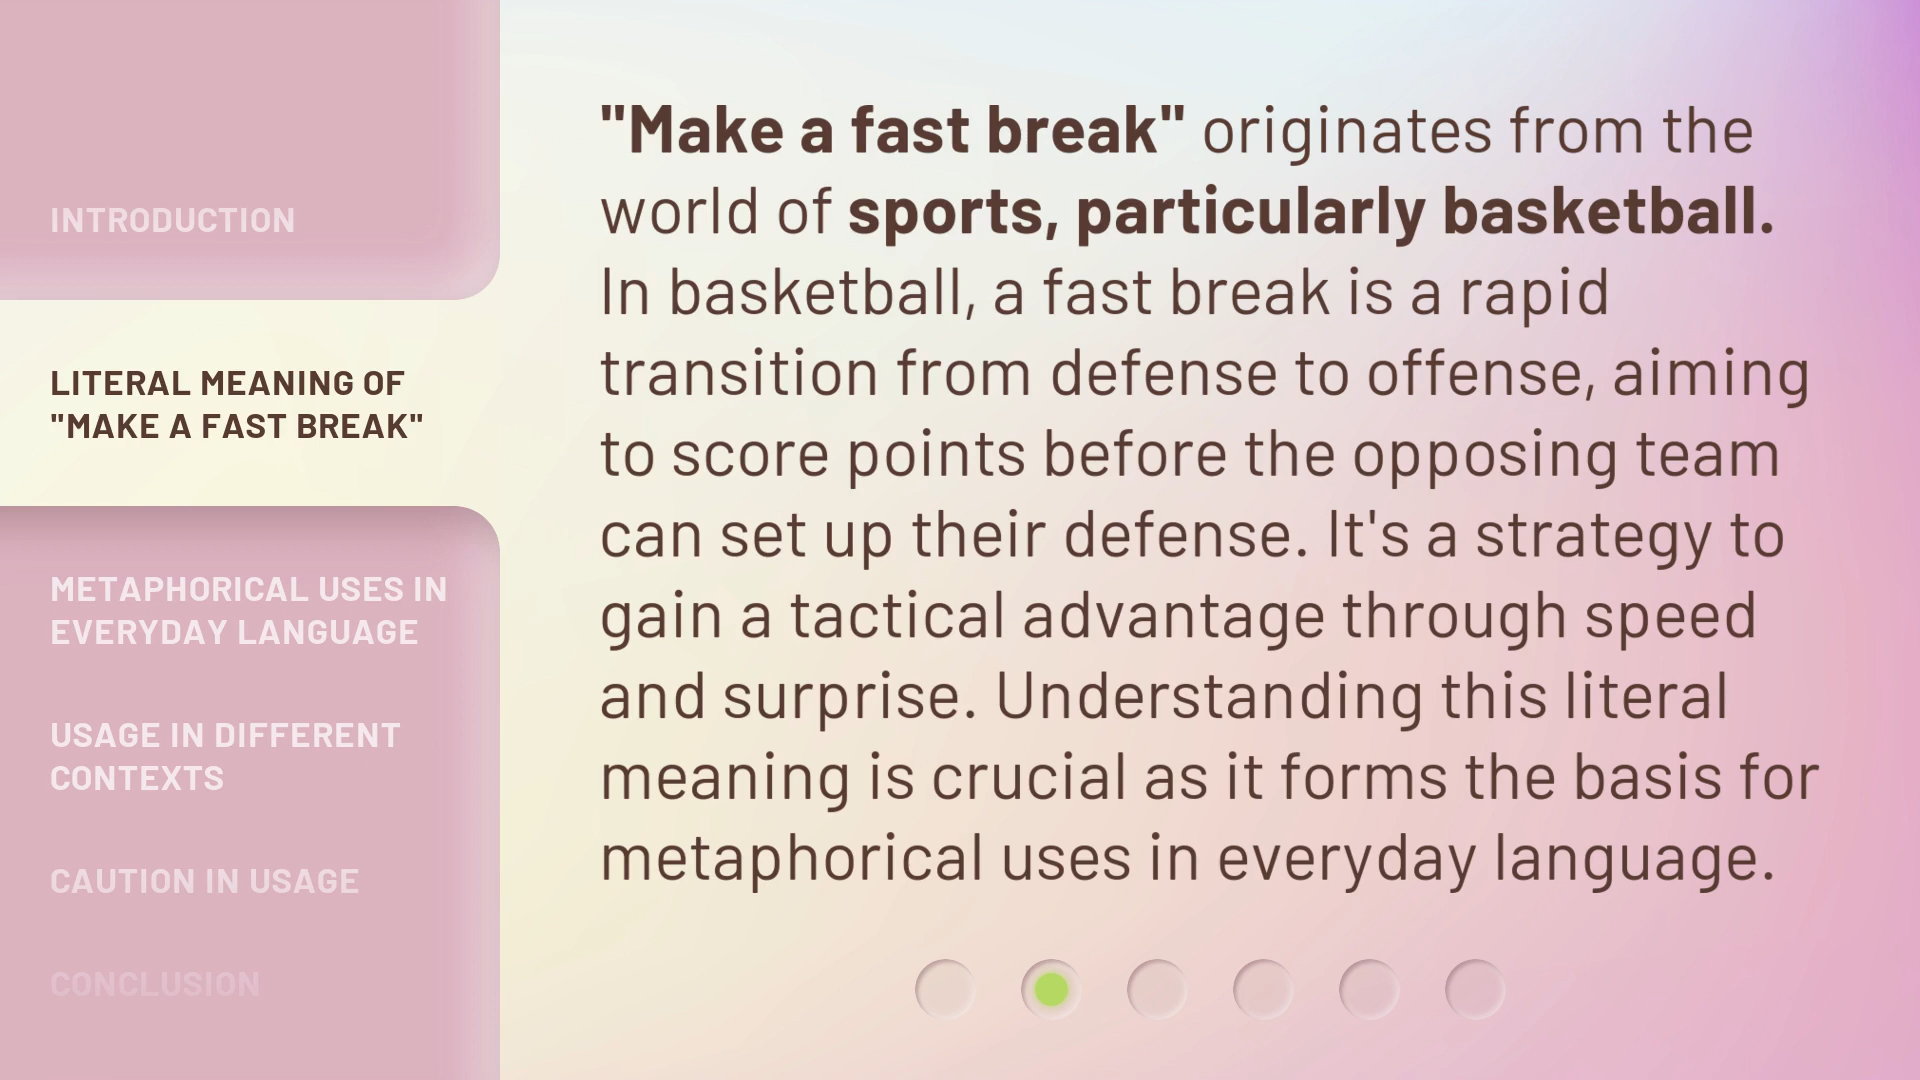 INTRODUCTION
LITERAL MEANING OF
"MAKE A FAST BREAK"
METAPHORICAL USES IN
EVERYDAY LANGUAGE
USAGE IN DIFFERENT
CONTEXTS
CAUTION IN USAGE
CONCLUSION
"Make a fast break" originates from the
world of sports, particularly basketball.
In basketball, a fast break is a rapid
transition from defense to offense, aiming
to score points before the opposing team
can set up their defense. It's a strategy to
gain a tactical advantage through speed
and surprise. Understanding this literal
meaning is crucial as it forms the basis for
metaphorical uses in everyday language.